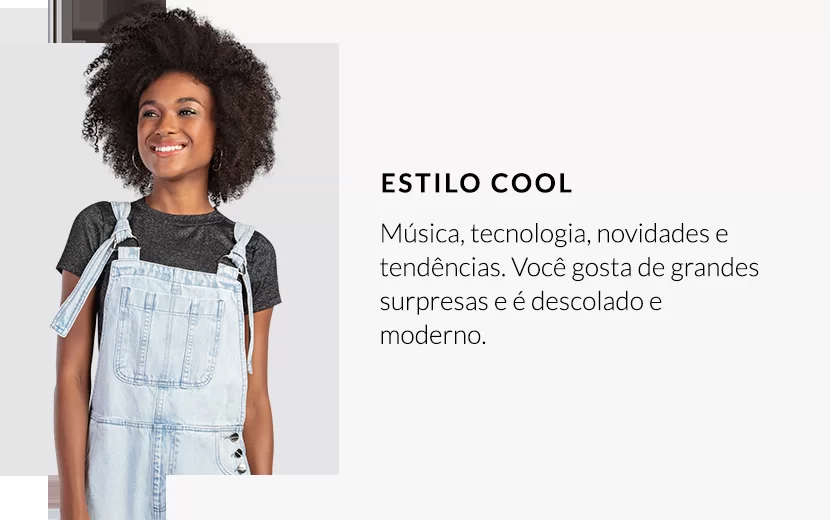 ESTILO COOL
Música, tecnologia, novidades e
tendências. Você gosta de grandes
surpresas e é descolado e
moderno.